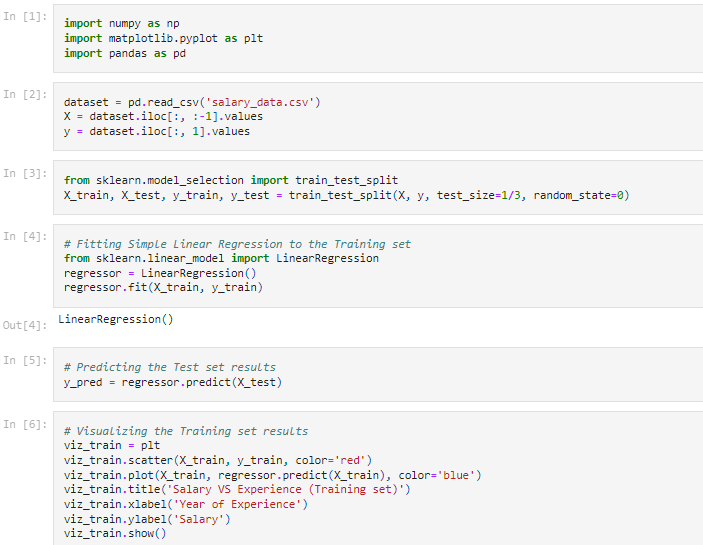 In [1]:
import numpy as np
import matplotlib.pyplot as plt
import pandas as pd
In [2]:
dataset = pd.read_csv('salary_data.csv')
X = dataset.iloc[:, :-1].values
y = dataset.iloc[:, 1].values
In [3]:
from sklearn.model_selection import train_test_split
X_train, X_test, y_train, y_test = train_test_split(X, y, test_size=1/3, random_state=0)
In [4]:
# Fitting Simple Linear Regression to the Training set
from sklearn.linear_model import LinearRegression
regressor = LinearRegression()
regressor.fit(X_train, y_train)
Out[4]:
LinearRegression()
In [5]:
# Predicting the Test set results
y_pred = regressor.predict(X_test)
In [6]:
# Visualizing the Training set results
viz_train = plt
viz_train.scatter(X_train, y_train, color='red')
viz_train.plot(X_train, regressor.predict(X_train), color='blue')
viz_train.title('Salary VS Experience (Training set)')
viz_train.xlabel('Year of Experience')
viz_train.ylabel('Salary')
viz_train.show()